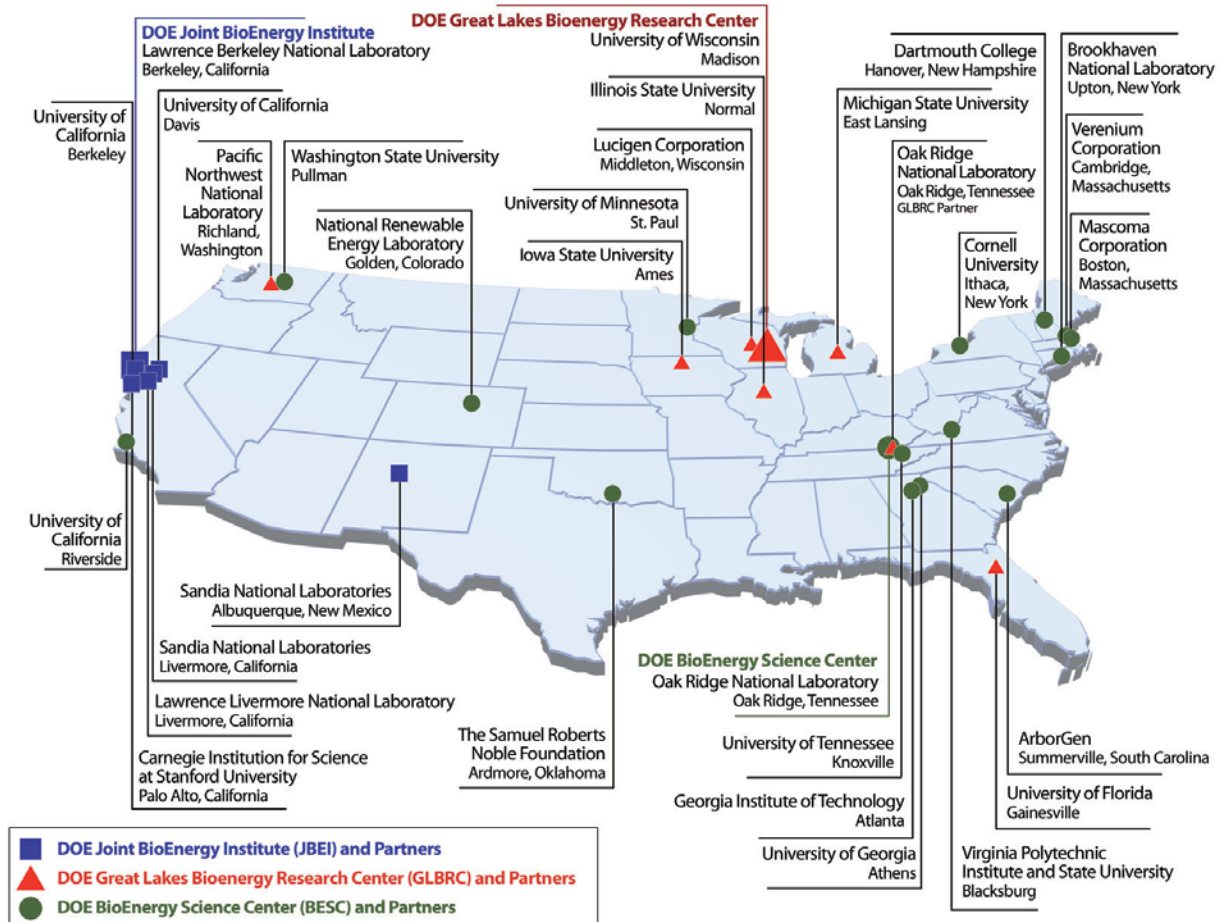 DOE Joint BioEnergy Institute
Lawrence Berkeley National Laboratory
Berkeley, California
DOE Great Lakes Bioenergy Research Center
University of Wisconsin
Madison
Dartmouth College
Hanover, New Hampshire
Brookhaven
National Laboratory
Upton, New York
University of
California
Berkeley
University of California
Davis
Illinois State University
Normal
Michigan State University
East Lansing
Pacific
Northwest
National
Laboratory
Richland,
Washington
Washington State University
Pullman
Lucigen Corporation
Middleton, Wisconsin
Oak Ridge
National Laboratory
Oak Ridge, Tennessee
GLBRC Partner
Verenium
Corporation
Cambridge,
Massachusetts
National Renewable
Energy Laboratory
Golden, Colorado
University of Minnesota
St. Paul
Iowa State University
Ames
Cornell
University
Ithaca,
New York
Mascoma
Corporation
Boston,
Massachusetts
University of
California
Riverside
Sandia National Laboratories
Albuquerque, New Mexico
Sandia National Laboratories
Livermore, California
Lawrence Livermore National Laboratory
Livermore, California
Carnegie Institution for Science
at Stanford University
Palo Alto, California
The Samuel Roberts
Noble Foundation
Ardmore, Oklahoma
DOE BioEnergy Science Center
Oak Ridge National Laboratory
Oak Ridge, Tennessee
University of Tennessee
Knoxville
Georgia Institute of Technology
Atlanta
University of Georgia
Athens
ArborGen
Summerville, South Carolina
University of Florida
Gainesville
Virginia Polytechnic
Institute and State University
Blacksburg
DOE Joint BioEnergy Institute (JBEI) and Partners
DOE Great Lakes Bioenergy Research Center (GLBRC) and Partners
DOE BioEnergy Science Center (BESC) and Partners